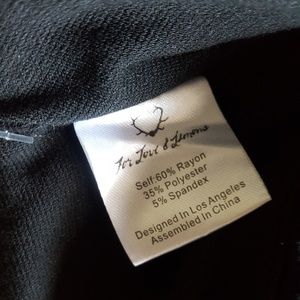 For Love & Lemons
Self:60% Rayon
35% Polyester
5% Spandex
Designed In Los Angeles
Assembled In China